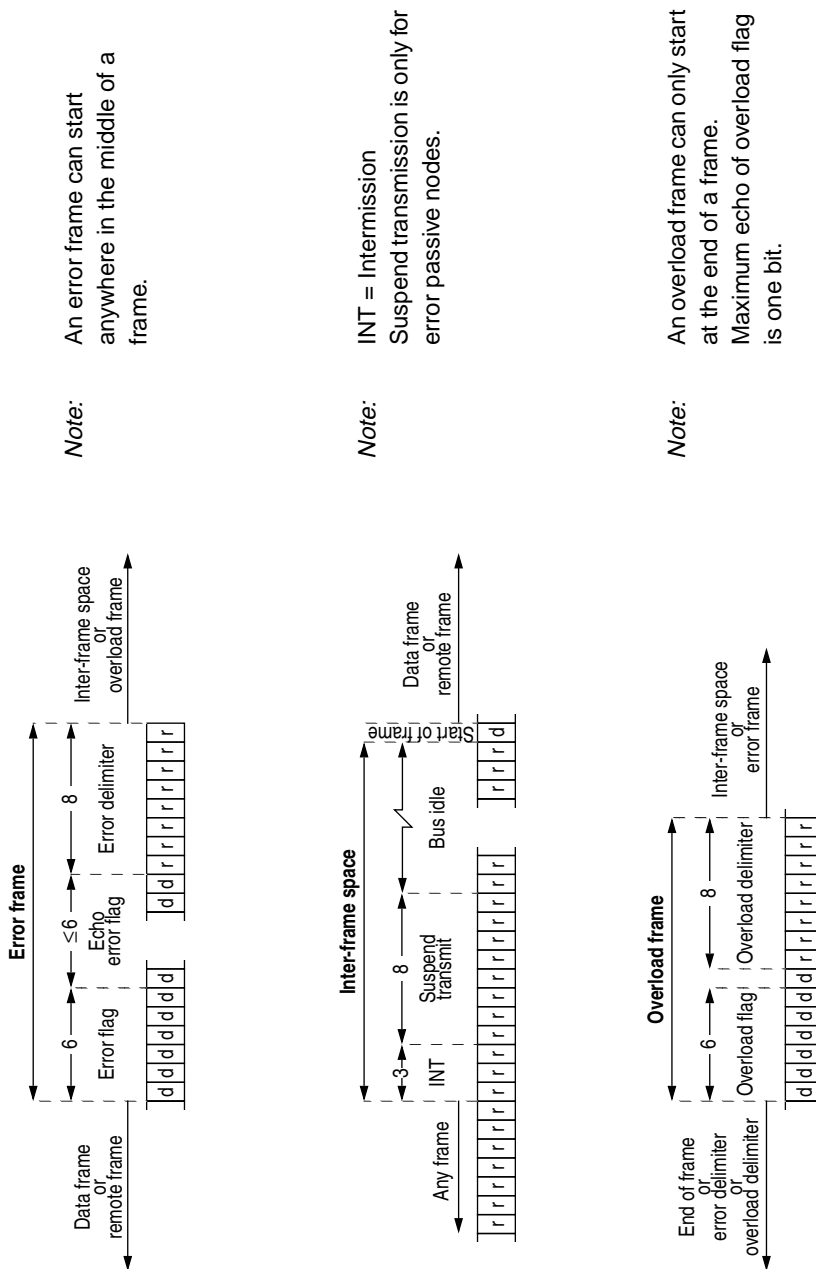 Error frame
6
≤6
8
Data frame
or
remote frame
Error flag
Echo
error flag
Error delimiter
Inter-frame space
or
overload frame
d d d d d d d
d d r r r r r r r r
Note: An error frame can start
anywhere in the middle of a
frame.
Inter-frame space
3
8
Any frame
INT
Suspend
transmit
Bus idle
Start of frame
Data frame
or
remote frame
r r r r r r r r r r r r r r r r r r r r
r r r d
Note: INT = Intermission
Suspend transmission is only for
error passive nodes.
Overload frame
6
8
End of frame
or
error delimiter
or
overload delimiter
Overload flag
Overload delimiter
Inter-frame space
or
error frame
d d d d d d d r r r r r r r r
Note: An overload frame can only start
at the end of a frame.
Maximum echo of overload flag
is one bit.